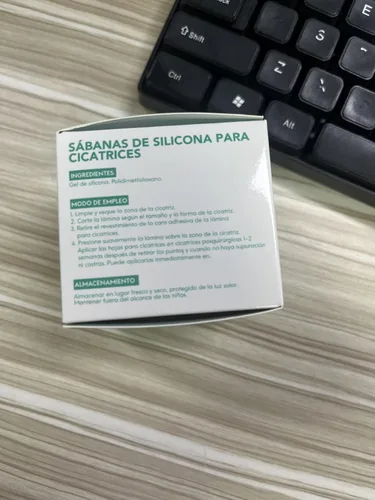 Shift
S
Ctrl
Z
Alt
SÁBANAS DE SILICONA PARA
CICATRICES
INGREDIENTES
Gel de silicona. Polidimetilsiloxano.
MODO DE EMPLEO
1. Limpie y seque la zona de la cicatriz.
2. Corte la lámina según el tamaño y la forma de la cicatriz.
3. Retire el revestimiento de la cara adhesiva de la lámina
para cicatrices.
4. Presione suavemente la lámina sobre la zona de la cicatriz.
Aplicar las hojas para cicatrices en cicatrices posquirúrgicas 1-2
semanas después de retirar los puntos y cuando no haya supuración
ni costras. Puede aplicarlas inmediatamente en.
ALMACENAMIENTO
Almacenar en lugar fresco y seco, protegido de la luz solar.
Mantener fuera del alcance de los niños.